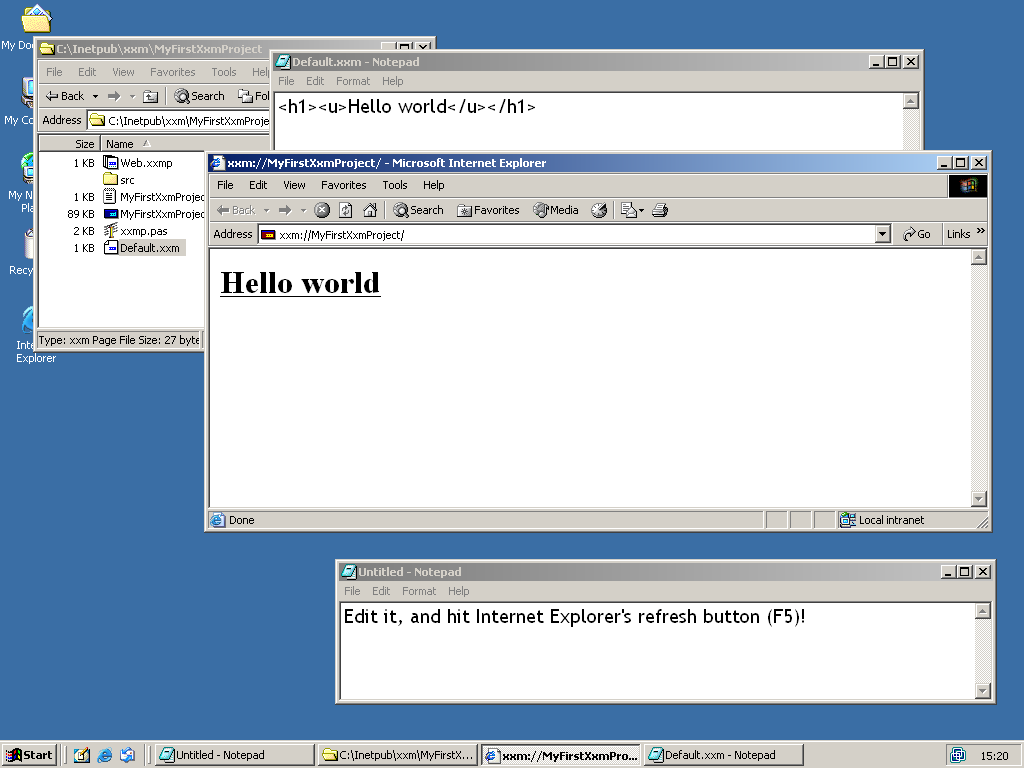 My Doc
My Co
My N
Pla
Recy
Inte
Explorer
C:\Inetpub\xxm\MyFirstXxmProject
File Edit View Favorites Tools Help
Back Search Fol
Address C:\Inetpub\xxm\MyFirstXxmProje
Size Name
1 KB Web.xxmp
src
1 KB MyFirstXxmProjec
89 KB MyFirstXxmProjec
2 KB xxmp.pas
1 KB Default.xxm
Type: xxm Page File Size: 27 byte
Default.xxm - Notepad
File Edit Format Help
<h1><u>Hello world</u></h1>
xxm://MyFirstXxmProject/ - Microsoft Internet Explorer
File Edit View Favorites Tools Help
Back Search Favorites Media
Address xxm://MyFirstXxmProject/ Go Links »
Hello world
Done Local intranet
Untitled - Notepad
File Edit Format Help
Edit it, and hit Internet Explorer's refresh button (F5)!
Start Untitled - Notepad C:\Inetpub\xxm\MyFirstX... xxm://MyFirstXxmPro... Default.xxm - Notepad 15:20